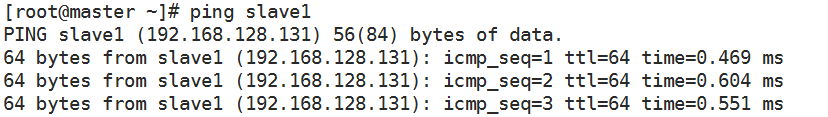 [root@master ~]# ping slave1
PING slave1 (192.168.128.131) 56(84) bytes of data.
64 bytes from slave1 (192.168.128.131): icmp_seq=1 ttl=64 time=0.469 ms
64 bytes from slave1 (192.168.128.131): icmp_seq=2 ttl=64 time=0.604 ms
64 bytes from slave1 (192.168.128.131): icmp_seq=3 ttl=64 time=0.551 ms